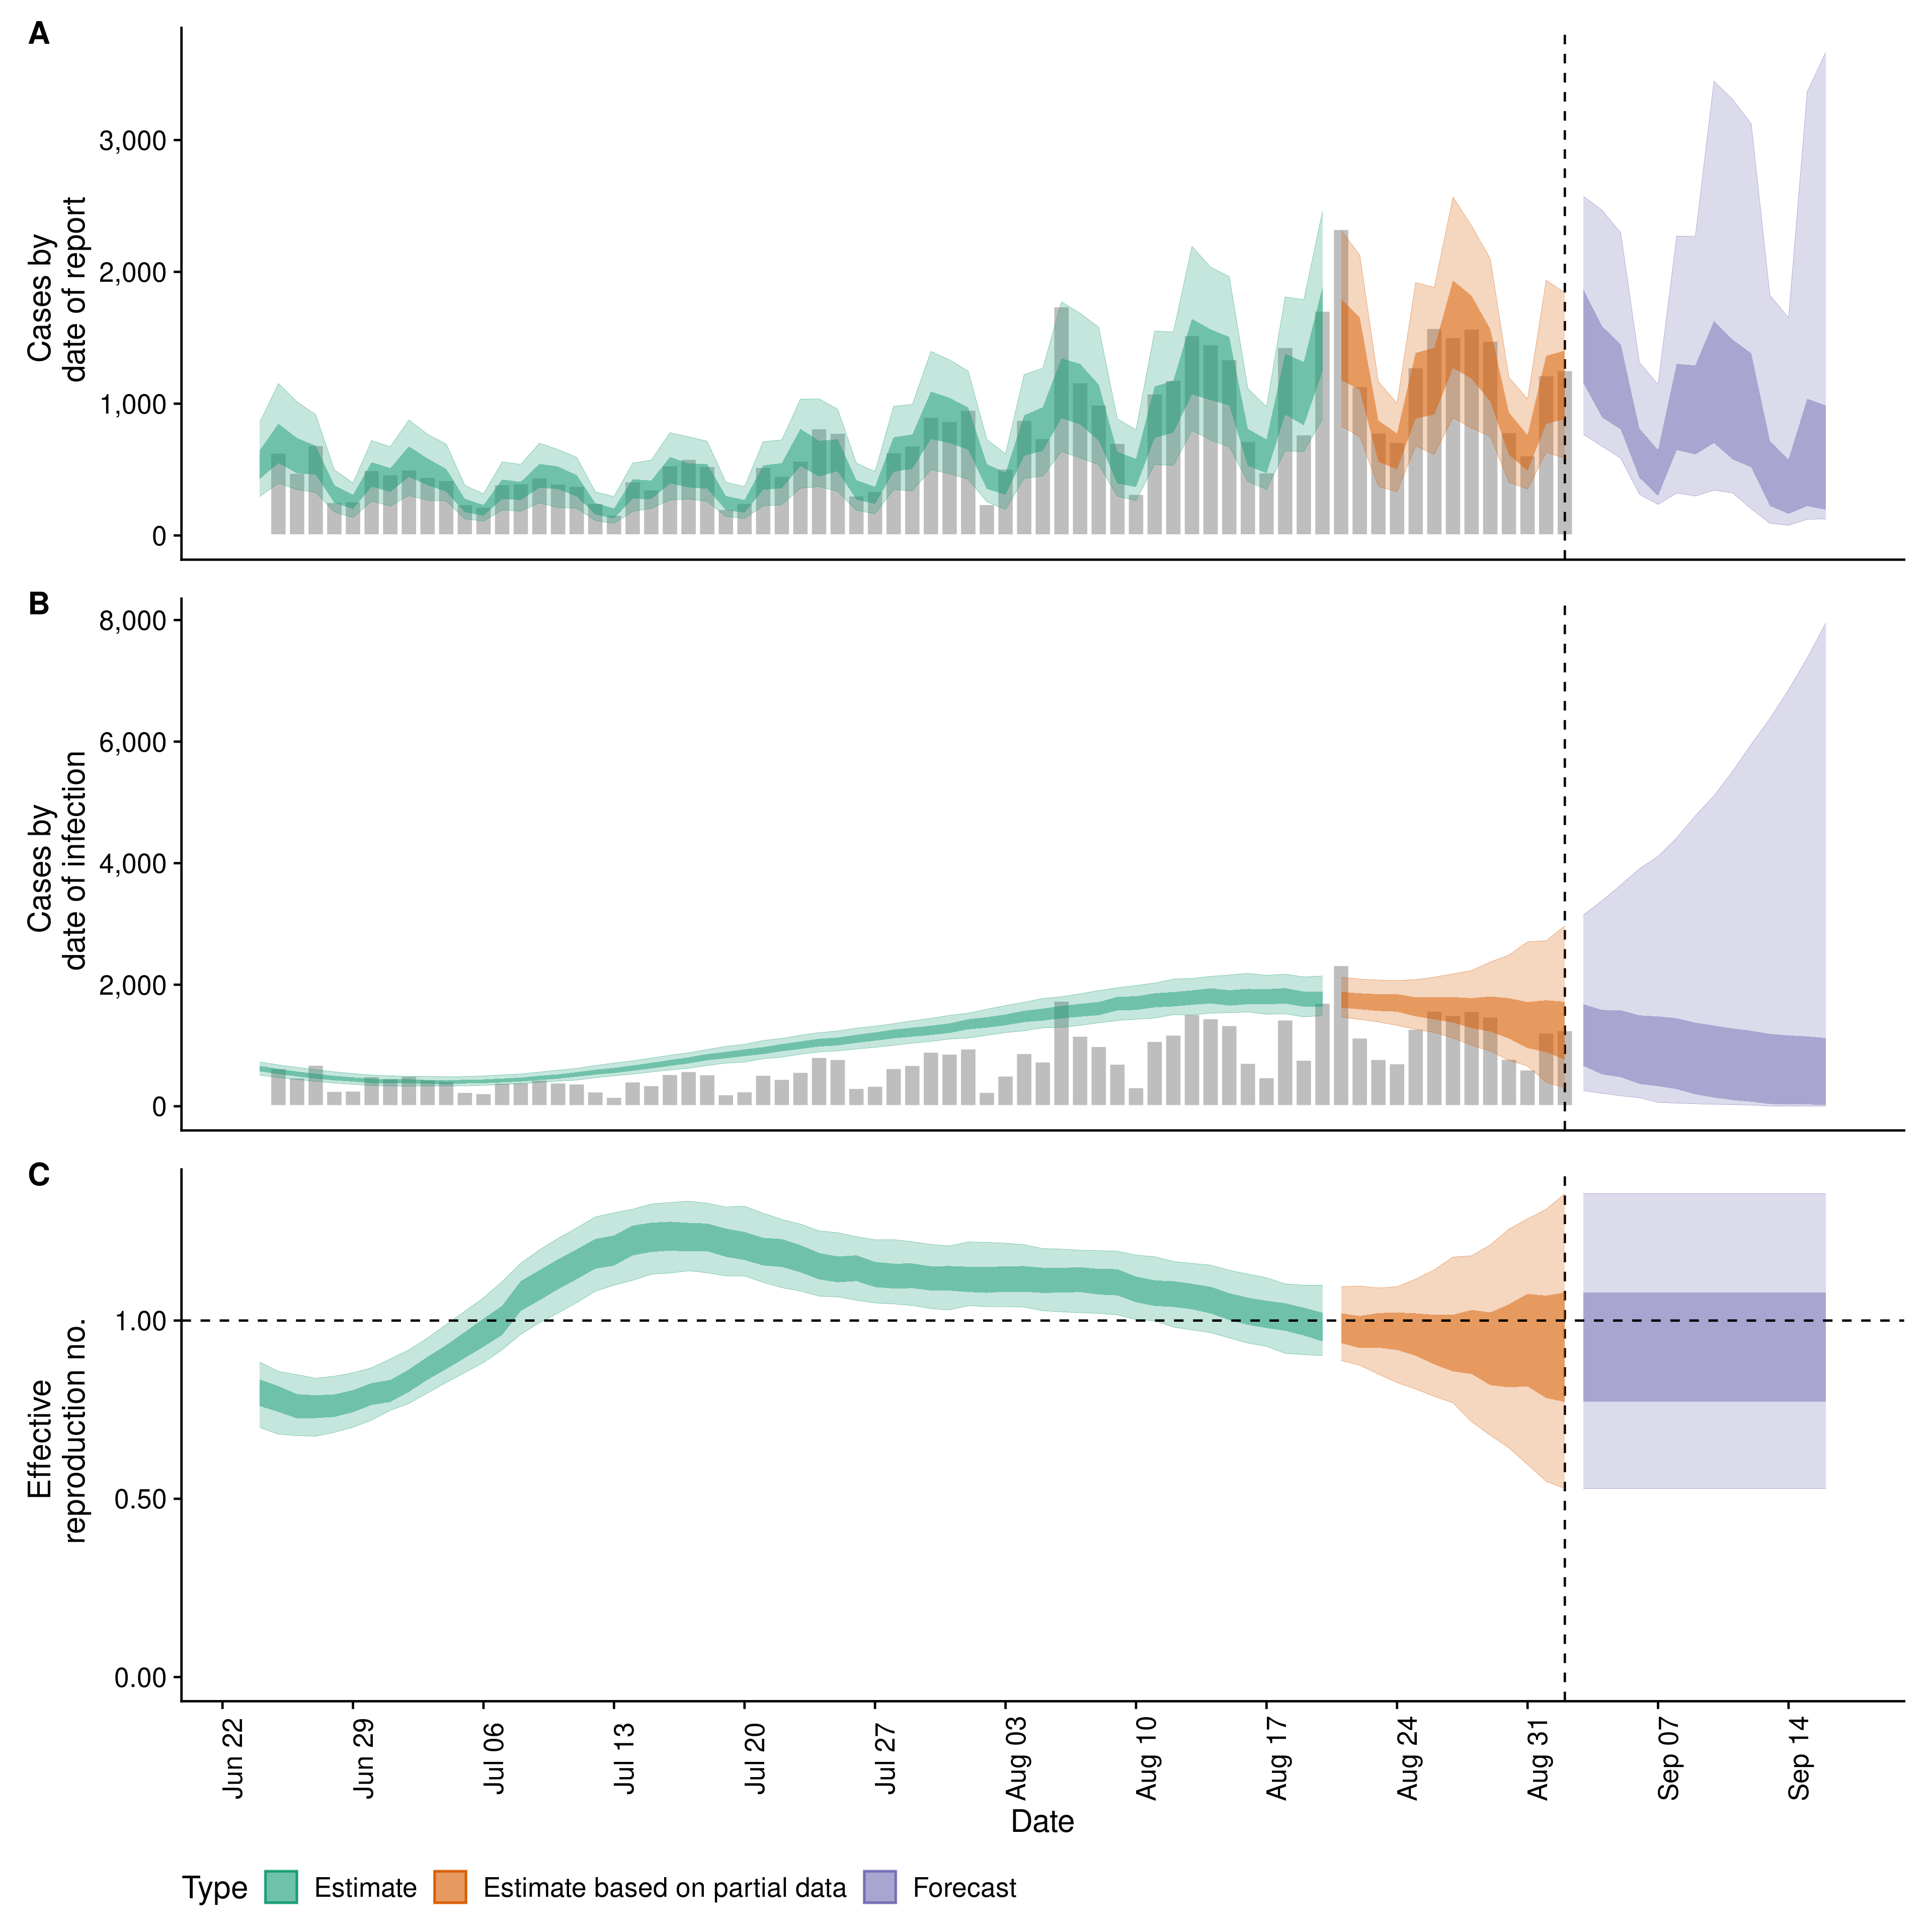 A
Cases by
date of report
3,000
2,000
1,000
0
B
Cases by
date of infection
8,000
6,000
4,000
2,000
0
C
Effective
reproduction no.
1.00
0.50
0.00
Jun 22
Jun 29
Jul 06
Jul 13
Jul 20
Jul 27
Aug 03
Aug 10
Aug 17
Aug 24
Aug 31
Sep 07
Sep 14
Date
Type Estimate Estimate based on partial data Forecast